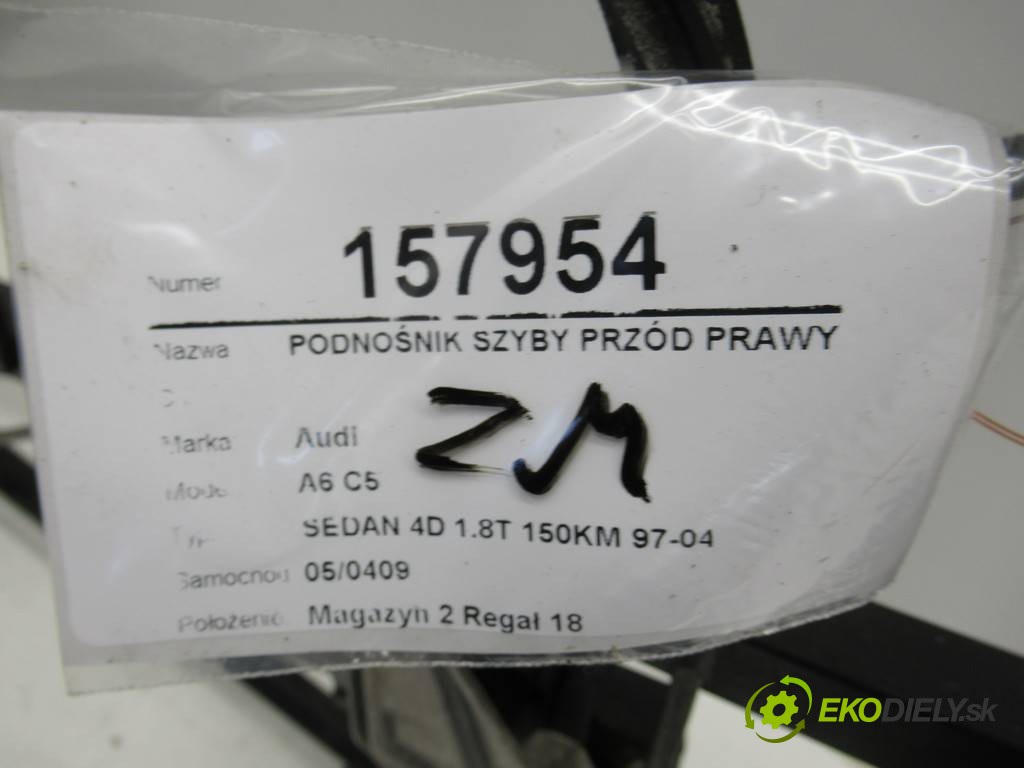 Numer 157954
Nazwa PODNOŚNIK SZYBY PRZÓD PRAWY
ZM
Marka Audi
A6 C5
SEDAN 4D 1.8T 150KM 97-04
Samochod 05/0409
Położenie Magazyn 2 Regał 18
EKODIELY.sk